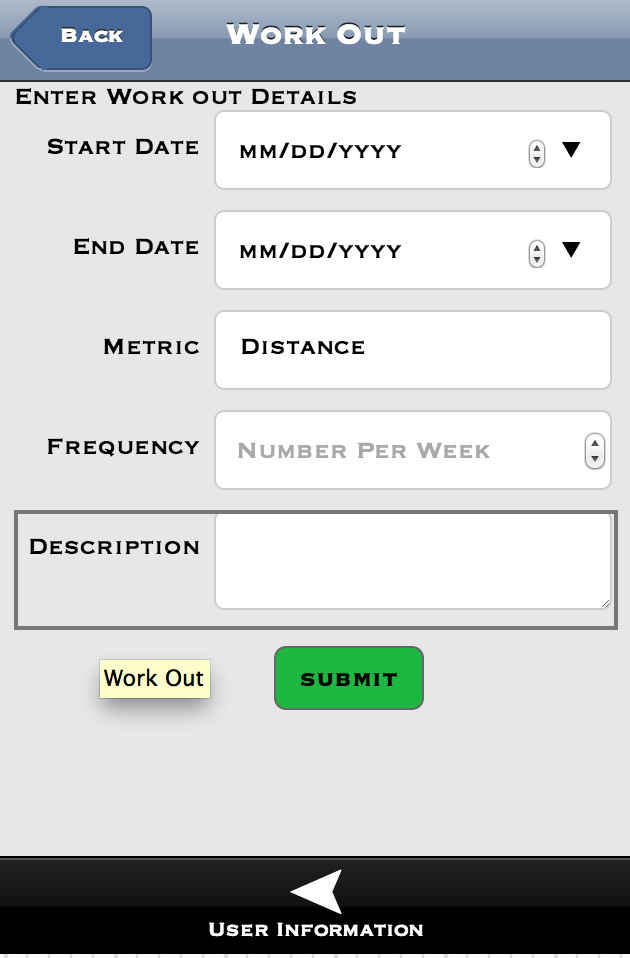 Back
Work Out
Enter Work out Details
Start Date
mm/dd/yyyy
End Date
mm/dd/yyyy
Metric
Distance
Frequency
Number Per Week
Description
Work Out
submit
User Information